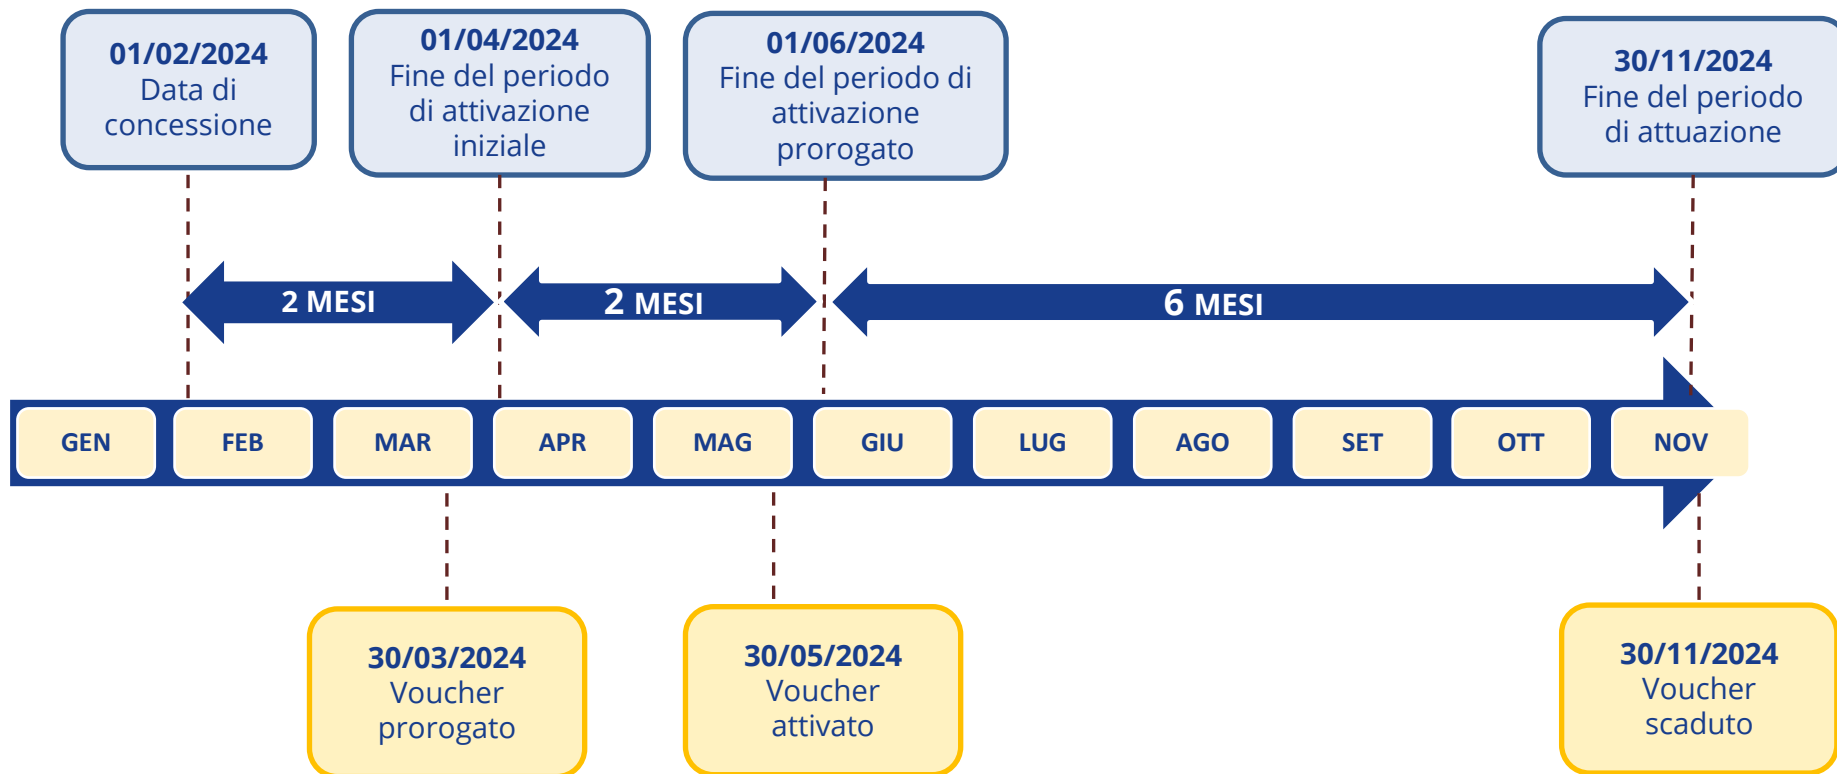 01/02/2024
Data di
concessione
01/04/2024
Fine del periodo
di attivazione
iniziale
01/06/2024
Fine del periodo di
attivazione
prorogato
30/11/2024
Fine del periodo
di attuazione
2 MESI
2 MESI
6 MESI
GEN
FEB
MAR
APR
MAG
GIU
LUG
AGO
SET
OTT
NOV
30/03/2024
Voucher
prorogato
30/05/2024
Voucher
attivato
30/11/2024
Voucher
scaduto